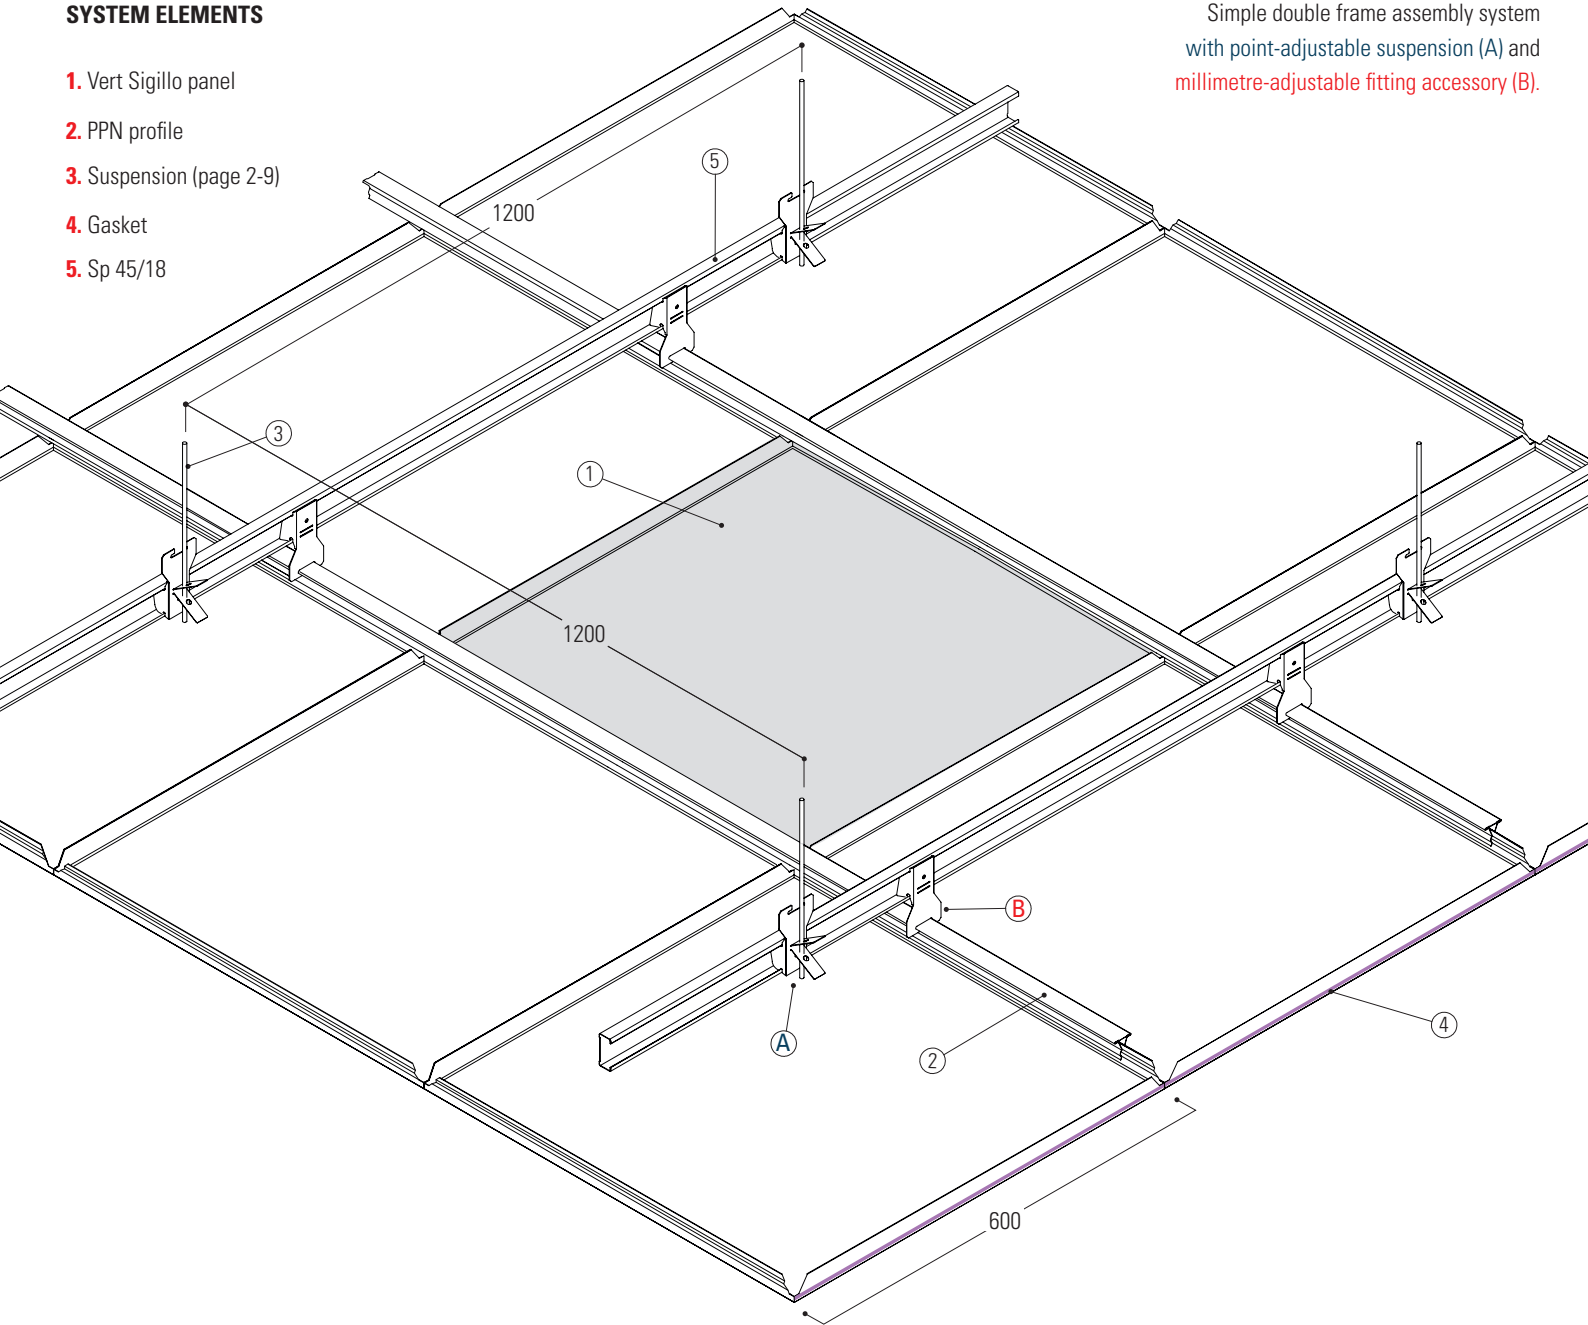 SYSTEM ELEMENTS
1. Vert Sigillo panel
2. PPN profile
3. Suspension (page 2-9)
4. Gasket
5. Sp 45/18
Simple double frame assembly system
with point-adjustable suspension (A) and
millimetre-adjustable fitting accessory (B).
5
1200
3
1
1200
B
A
2
4
600